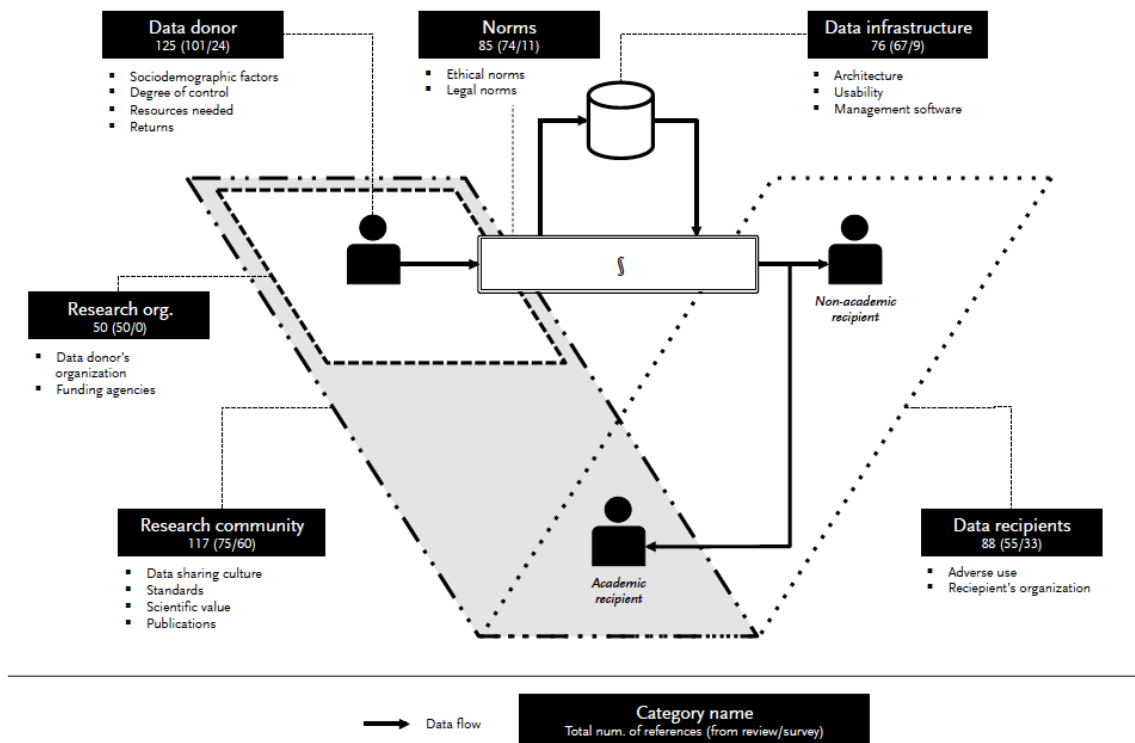 Data donor
125 (101/24)
▪ Sociodemographic factors
▪ Degree of control
▪ Resources needed
▪ Returns
Norms
85 (74/11)
▪ Ethical norms
▪ Legal norms
Data infrastructure
76 (67/9)
▪ Architecture
▪ Usability
▪ Management software
∫
Non-academic
recipient
Research org.
50 (50/0)
▪ Data donor's
organization
▪ Funding agencies
Research community
117 (75/60)
▪ Data sharing culture
▪ Standards
▪ Scientific value
▪ Publications
Academic
recipient
Data recipients
88 (55/33)
▪ Adverse use
▪ Reciepient's organization
Data flow
Category name
Total num. of references (from review/survey)